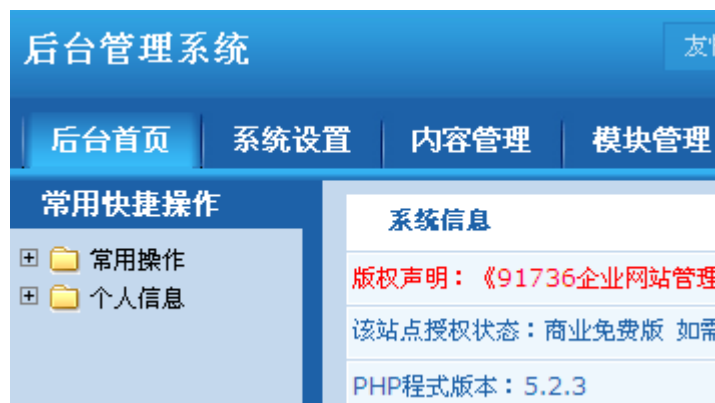 后台管理系统
友
后台首页 系统设置 内容管理 模块管理
常用快捷操作
常用操作
个人信息
系统信息
版权声明：《91736企业网站管理
该站点授权状态：商业免费版 如需
PHP程式版本：5.2.3